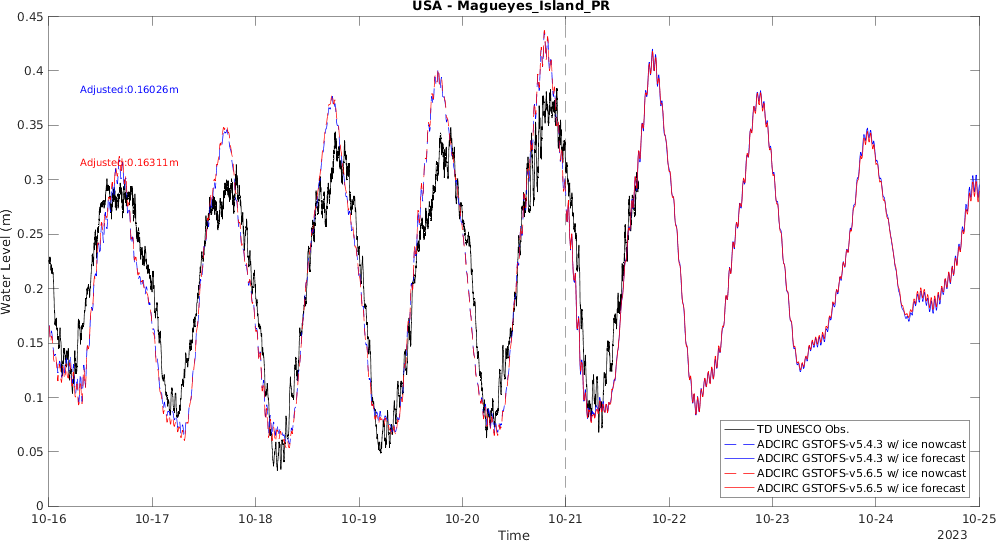 USA - Magueyes_Island_PR
0.45
0.4
0.35
0.3
0.25
0.2
0.15
0.1
0.05
0
Water Level (m)
Adjusted:0.16026m
Adjusted:0.16311m
TD UNESCO Obs.
ADCIRC GSTOFS-v5.4.3 w/ ice nowcast
ADCIRC GSTOFS-v5.4.3 w/ ice forecast
ADCIRC GSTOFS-v5.6.5 w/ ice nowcast
ADCIRC GSTOFS-v5.6.5 w/ ice forecast
10-16 10-17 10-18 10-19 10-20 10-21 10-22 10-23 10-24 10-25
Time
2023